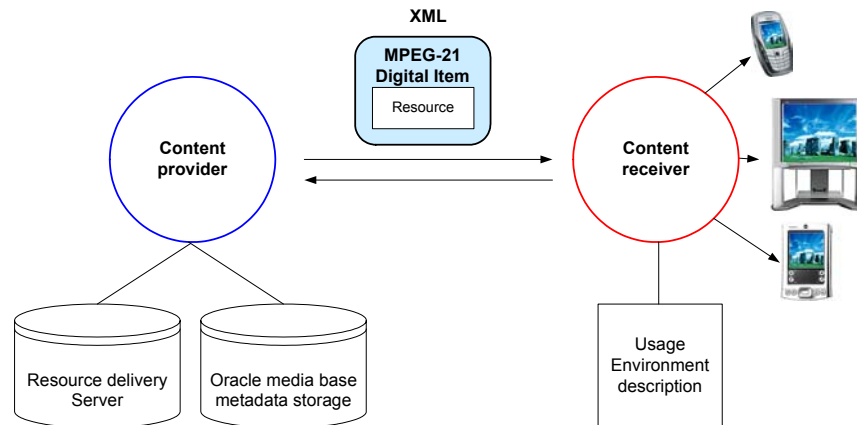 XML
MPEG-21
Digital Item
Resource
Content
provider
Content
receiver
Resource delivery
Server
Oracle media base
metadata storage
Usage
Environment
description